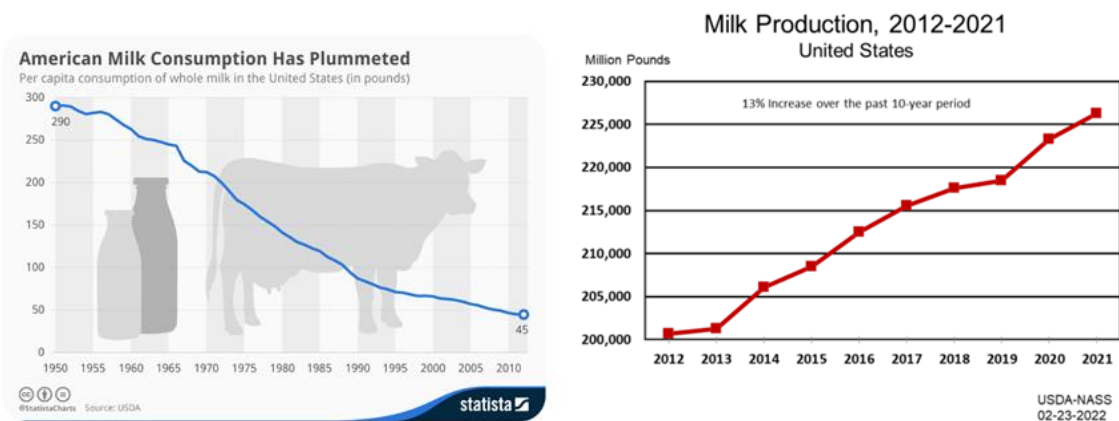 American Milk Consumption Has Plummeted
Per capita consumption of whole milk in the United States (in pounds)
300
250
200
150
100
50
0
290
45
1950 1955 1960 1965 1970 1975 1980 1985 1990 1995 2000 2005 2010
@StatistaCharts Source: USDA
statista
Milk Production, 2012-2021
United States
Million Pounds
230,000
13% Increase over the past 10-year period
225,000
220,000
215,000
210,000
205,000
200,000
2012 2013 2014 2015 2016 2017 2018 2019 2020 2021
USDA-NASS
02-23-2022